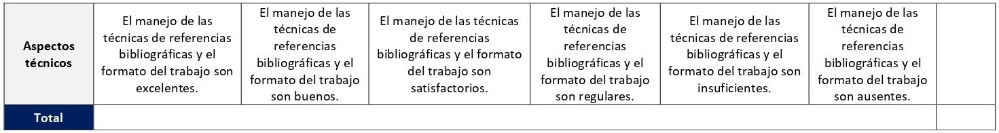 Aspectos
técnicos
El manejo de las
técnicas de referencias
bibliográficas y el
formato del trabajo son
excelentes.
El manejo de las
técnicas de
referencias
bibliográficas y el
formato del trabajo
son buenos.
El manejo de las técnicas
de referencias
bibliográficas y el formato
del trabajo son
satisfactorios.
El manejo de las
técnicas de
referencias
bibliográficas y el
formato del trabajo
son regulares.
El manejo de las
técnicas de referencias
bibliográficas y el
formato del trabajo son
insuficientes.
El manejo de las
técnicas de
referencias
bibliográficas y el
formato del trabajo
son ausentes.
Total